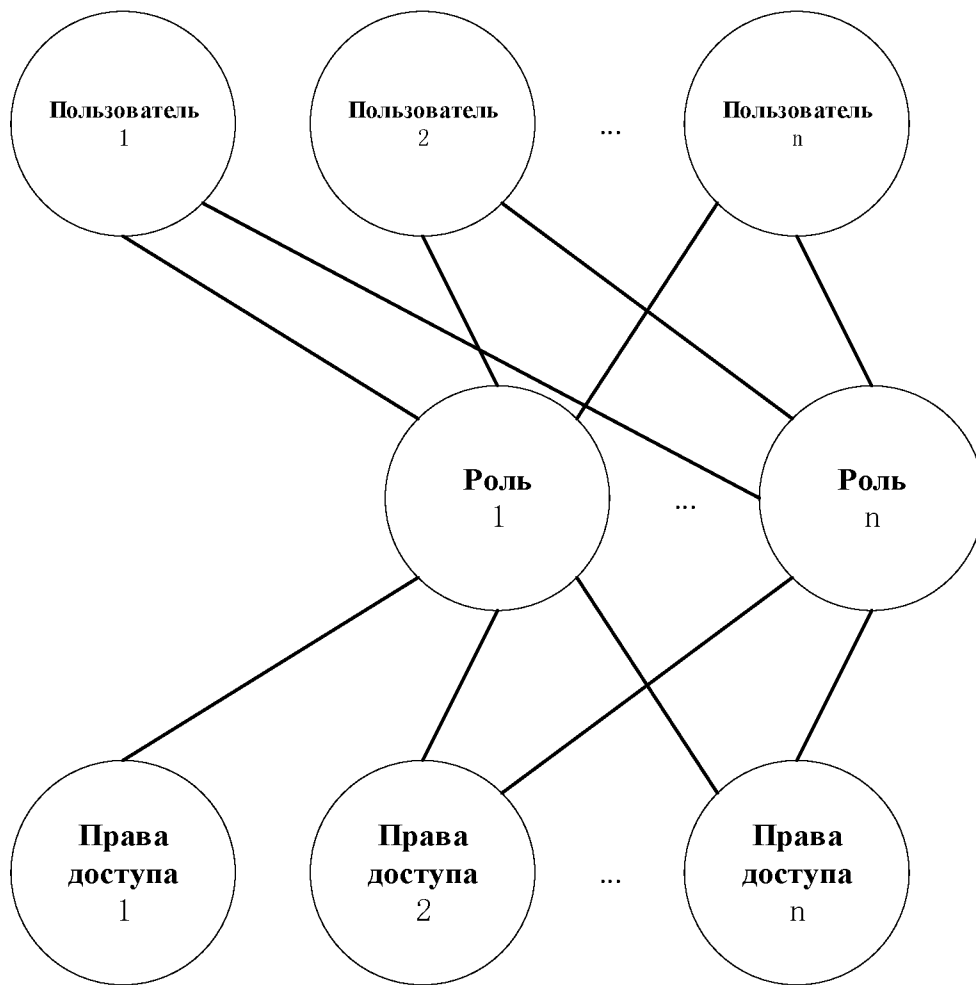 Пользователь
1
Пользователь
2
...
Пользователь
n
Роль
1
...
Роль
n
Права
доступа
1
Права
доступа
2
...
Права
доступа
n